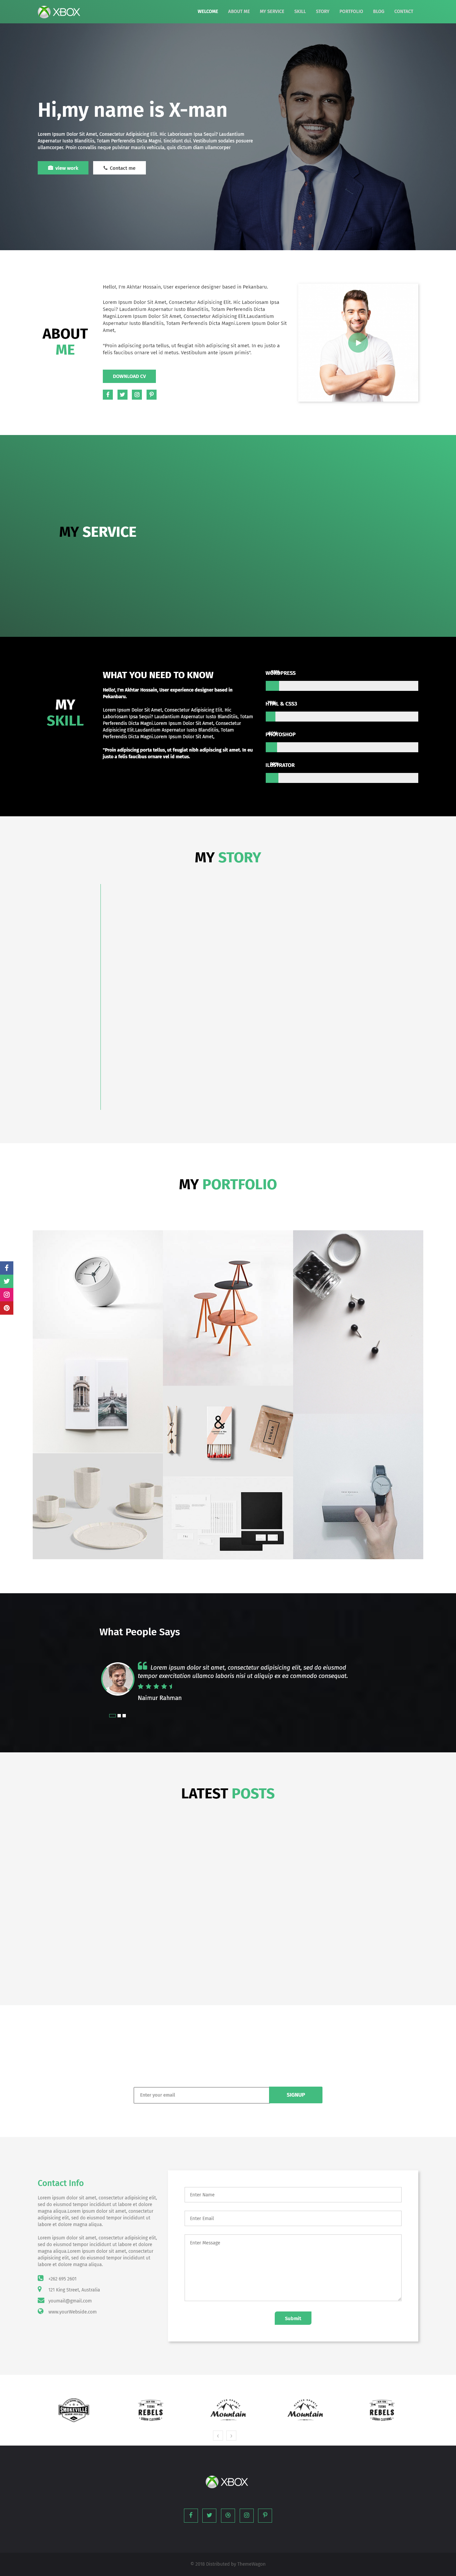 XBOX
WELCOME ABOUT ME MY SERVICE SKILL STORY PORTFOLIO BLOG CONTACT
Hi,my name is X-man
Lorem Ipsum Dolor Sit Amet, Consectetur Adipisicing Elit. Hic Laboriosam Ipsa Sequi? Laudantium
Aspernatur Iusto Blanditiis, Totam Perferendis Dicta Magni. tincidunt dui. Vestibulum sodales posuere
ullamcorper. Proin convallis neque pulvinar mauris vehicula, quis dictum diam ullamcorper
view work
Contact me
ABOUT
ME
Hello!, I'm Akhtar Hossain, User experience designer based in Pekanbaru.
Lorem Ipsum Dolor Sit Amet, Consectetur Adipisicing Elit. Hic Laboriosam Ipsa
Sequi? Laudantium Aspernatur Iusto Blanditiis, Totam Perferendis Dicta
Magni.Lorem Ipsum Dolor Sit Amet, Consectetur Adipisicing Elit,Laudantium
Aspernatur Iusto Blanditiis, Totam Perferendis Dicta Magni.Lorem Ipsum Dolor Sit
Amet,
"Proin adipiscing porta tellus, ut feugiat nibh adipiscing sit amet. In eu justo a
felis faucibus ornare vel id metus. Vestibulum ante ipsum primis".
DOWNLOAD CV
MY SERVICE
MY
SKILL
WHAT YOU NEED TO KNOW
Hello!, I'm Akhtar Hossain, User experience designer based in
Pekanbaru.
Lorem Ipsum Dolor Sit Amet, Consectetur Adipisicing Elit. Hic
Laboriosam Ipsa Sequi? Laudantium Aspernatur Iusto Blanditiis, Totam
Perferendis Dicta Magni.Lorem Ipsum Dolor Sit Amet, Consectetur
Adipisicing Elit,Laudantium Aspernatur Iusto Blanditiis, Totam
Perferendis Dicta Magni.Lorem Ipsum Dolor Sit Amet,
"Proin adipiscing porta tellus, ut feugiat nibh adipiscing sit amet. In eu
justo a felis faucibus ornare vel id metus.
WORDPRESS
HTML & CSS3
PHOTOSHOP
ILUSTRATOR
MY STORY
MY PORTFOLIO
&
What People Says
Lorem ipsum dolor sit amet, consectetur adipisicing elit, sed do eiusmod
tempor exercitation ullamco laboris nisi ut aliquip ex ea commodo consequat.
Naimur Rahman
LATEST POSTS
Enter your email
SIGNUP
Contact Info
Lorem ipsum dolor sit amet, consectetur adipisicing elit,
sed do eiusmod tempor incididunt ut labore et dolore
magna aliqua.Lorem ipsum dolor sit amet, consectetur
adipisicing elit, sed do eiusmod tempor incididunt ut
labore et dolore magna aliqua.
Lorem ipsum dolor sit amet, consectetur adipisicing elit,
sed do eiusmod tempor incididunt ut labore et dolore
magna aliqua.Lorem ipsum dolor sit amet, consectetur
adipisicing elit, sed do eiusmod tempor incididunt ut
labore et dolore magna aliqua.
+262 695 2601
121 King Street, Australia
youmail@gmail.com
www.yourWebside.com
Enter Name
Enter Email
Enter Message
Submit
SMOKEVILLE
REBELS
Mountain
Mountain
REBELS
XBOX
© 2018 Distributed by ThemeWagon